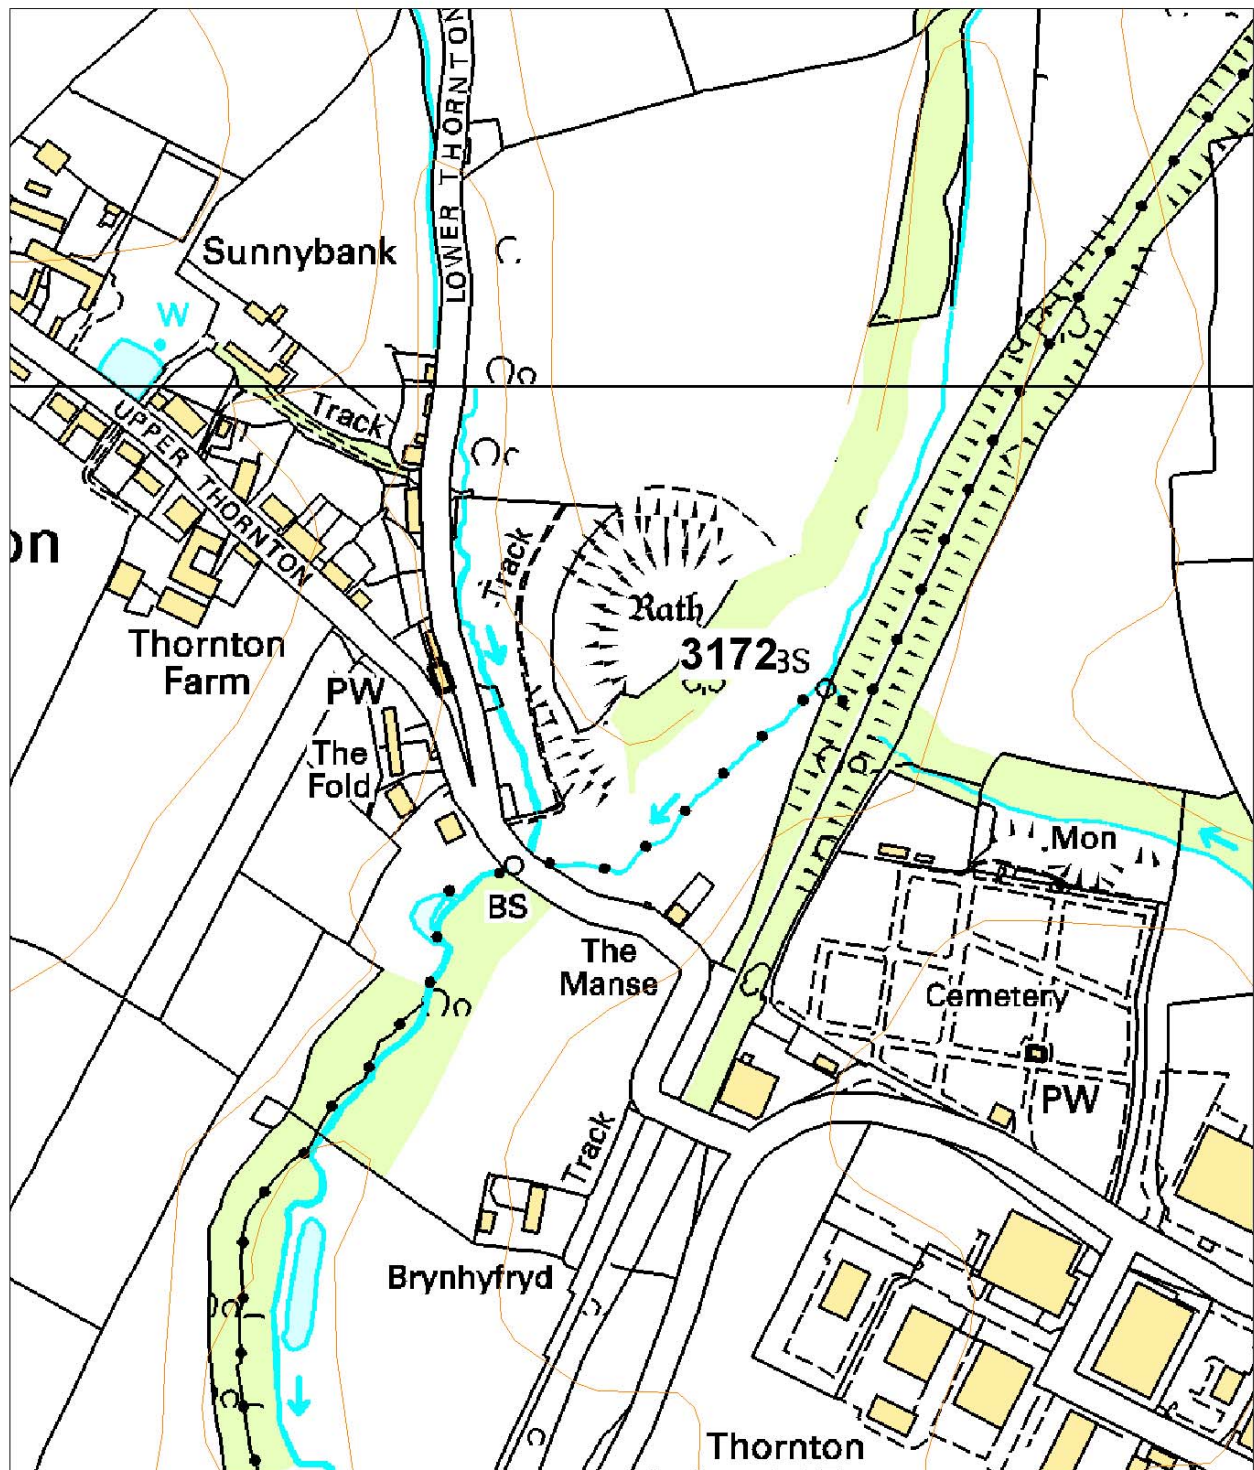 LOWER THORNTON
Sunnybank
W
Track
UPPER THORNTON
on
Track
Rath
3172
BS
Thornton
Farm
PW
The
Fold
Mon
BS
The
Manse
Cemetery
PW
Track
Brynhyfryd
Thornton